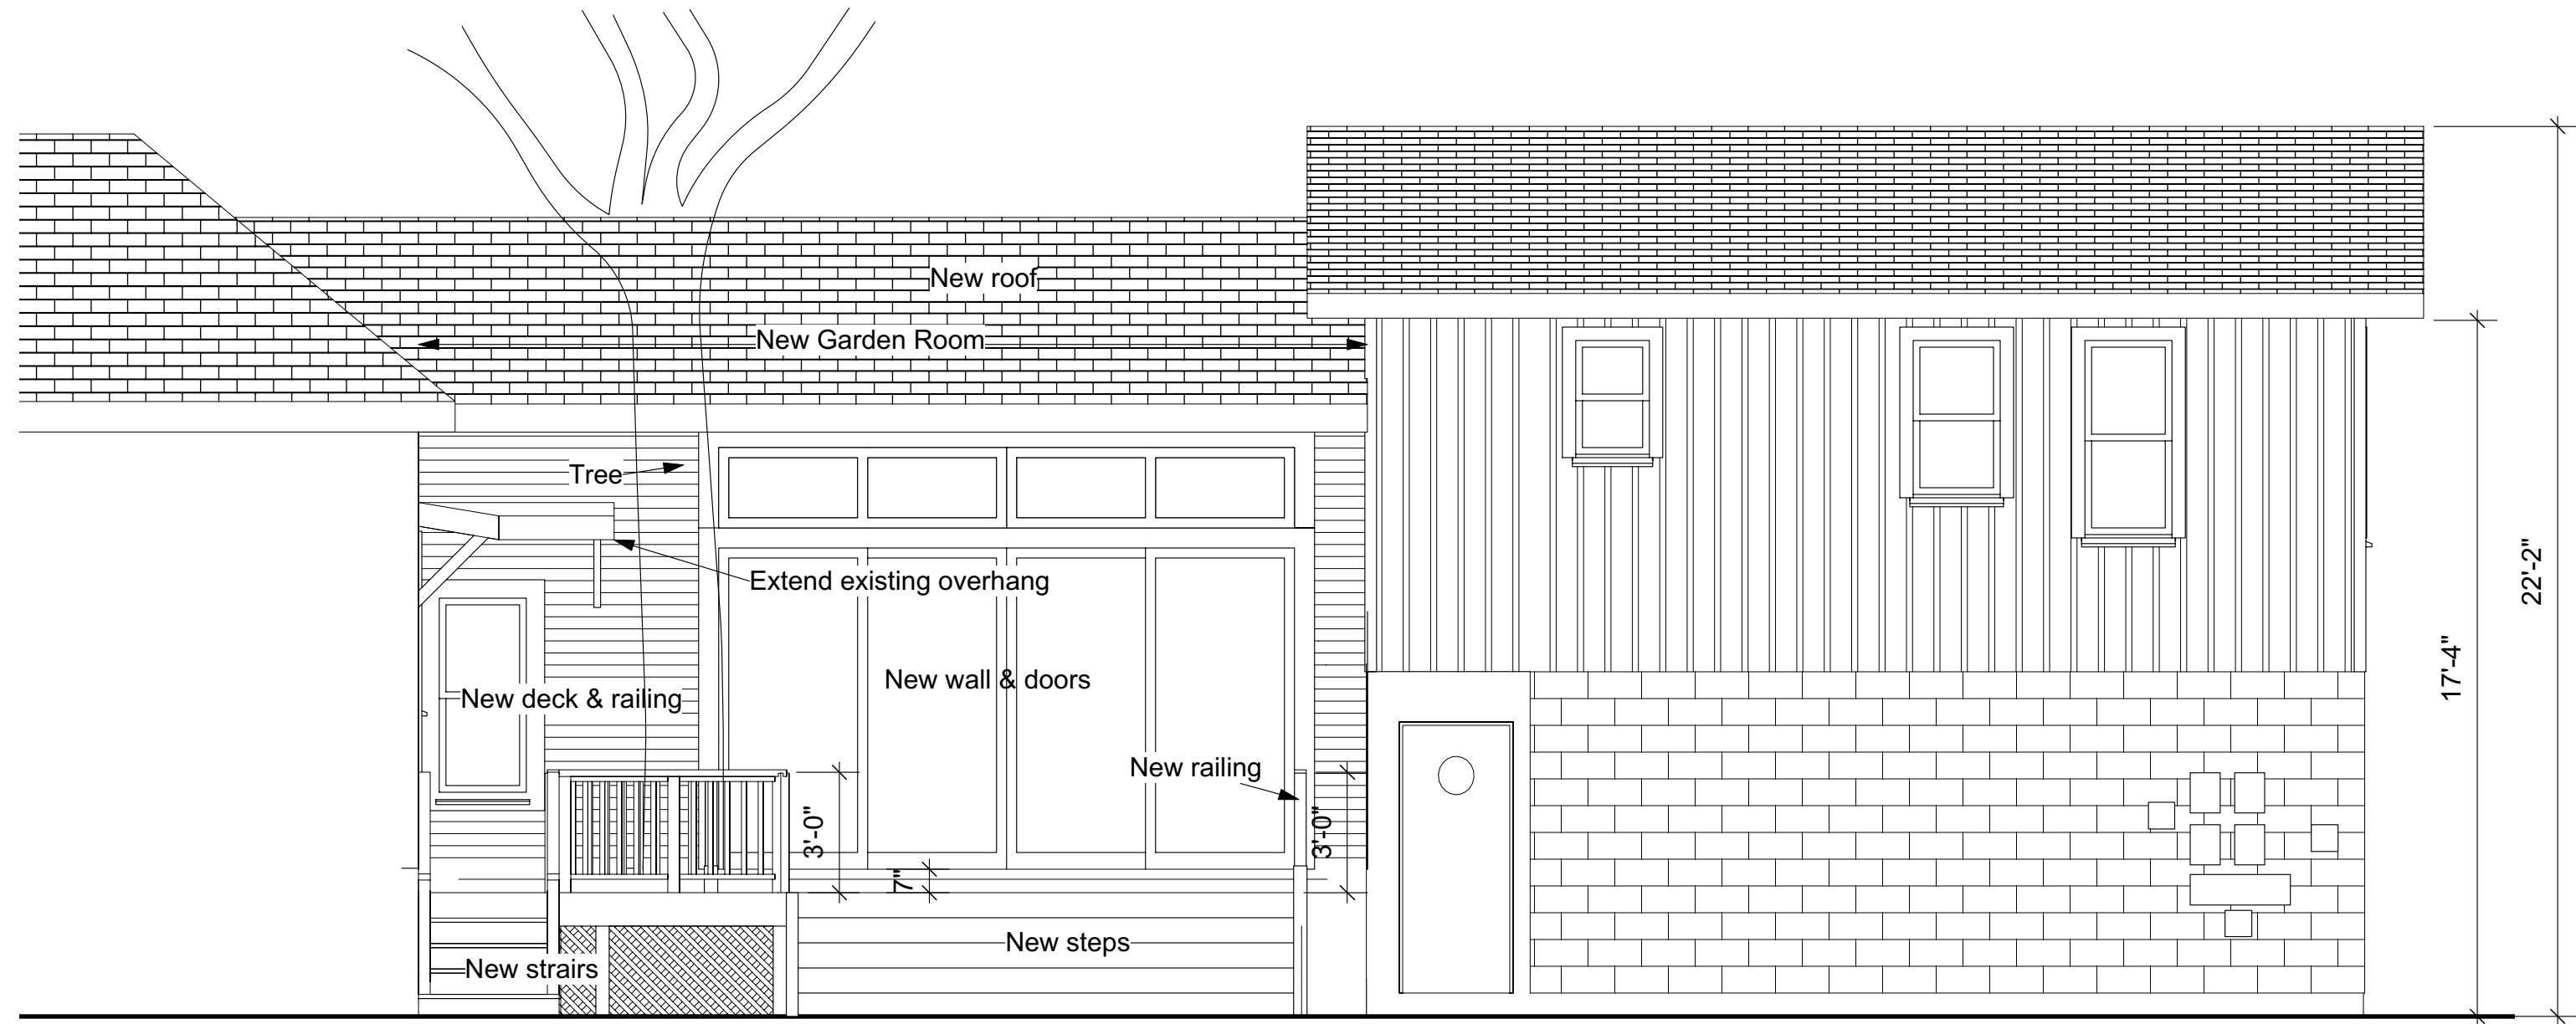 New roof
New Garden Room
Tree
Extend existing overhang
22'-2"
17'-4"
New wall & doors
New deck & railing
New railing
3'-0"
3'-0"
7"
New steps
New strairs